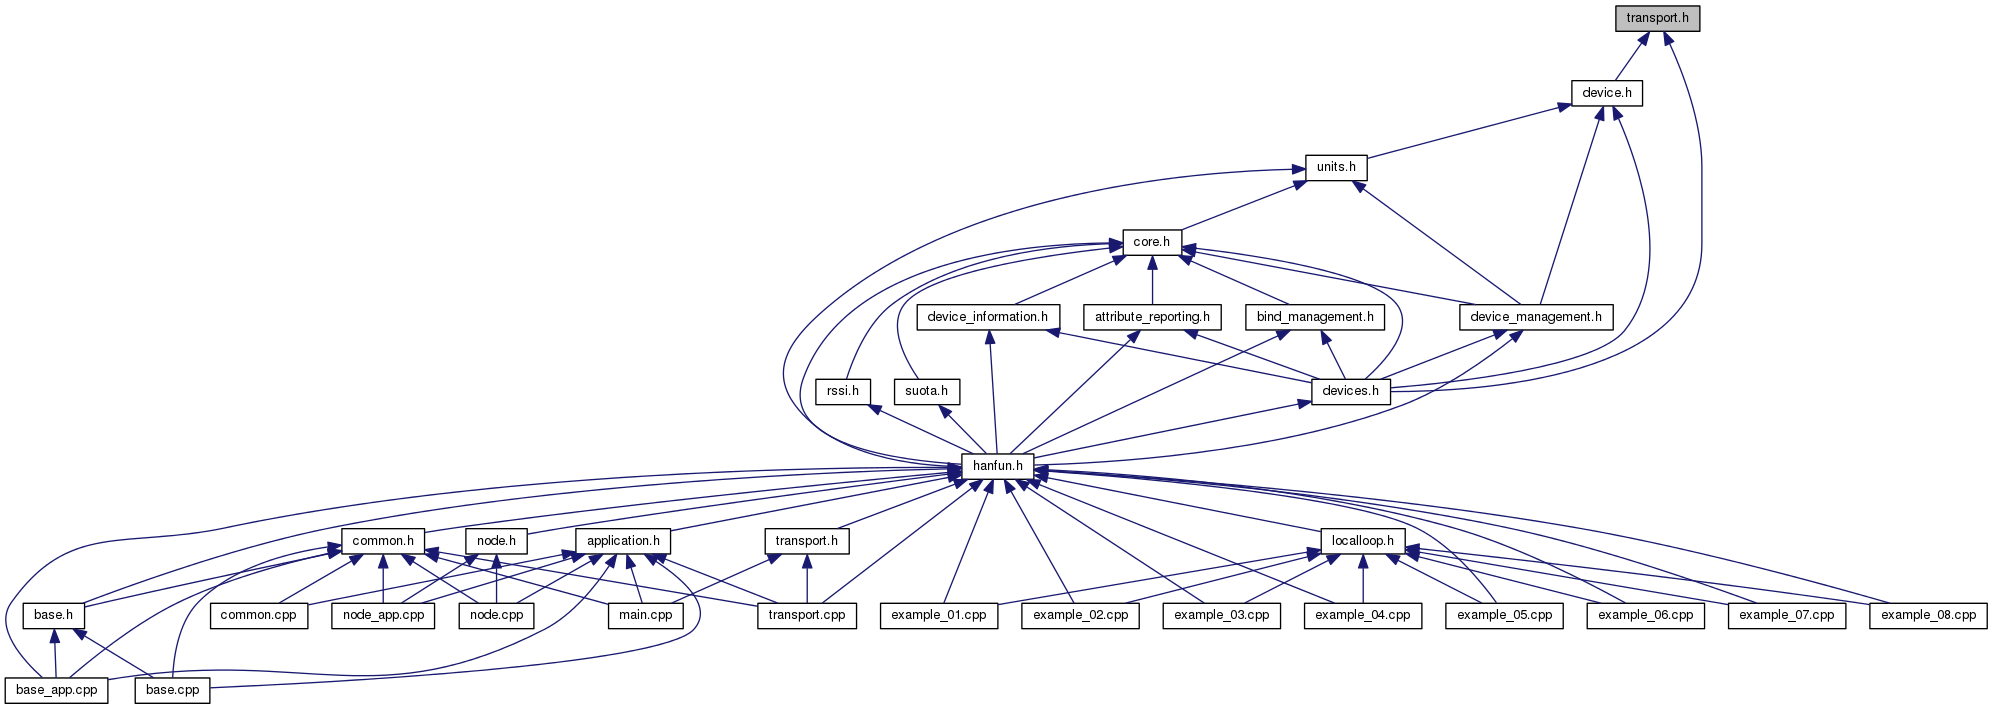 transport.h
device.h
units.h
core.h
device_information.h
attribute_reporting.h
bind_management.h
device_management.h
rssi.h
suota.h
devices.h
hanfun.h
common.h
node.h
application.h
transport.h
localloop.h
base.h
common.cpp
node_app.cpp
node.cpp
main.cpp
transport.cpp
example_01.cpp
example_02.cpp
example_03.cpp
example_04.cpp
example_05.cpp
example_06.cpp
example_07.cpp
example_08.cpp
base_app.cpp
base.cpp